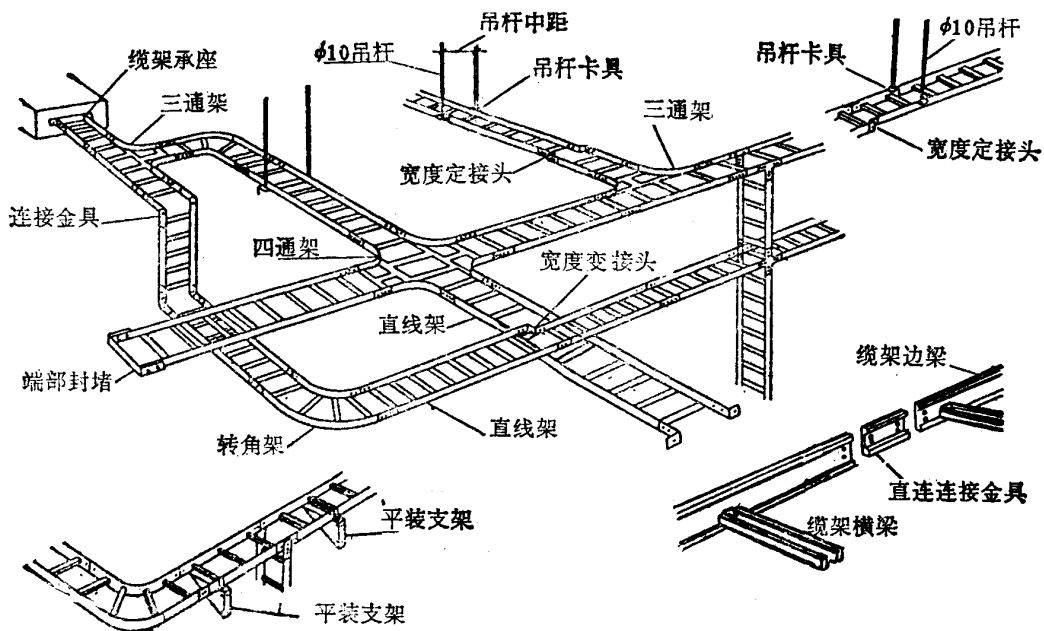 吊杆中距
φ10吊杆
φ10吊杆
缆架承座
吊杆卡具
吊杆卡具
三通架
三通架
宽度定接头
宽度定接头
连接金具
四通架
宽度变接头
直线架
端部封堵
缆架边梁
转角架
直线架
直连连接金具
平装支架
缆架横梁
平装支架